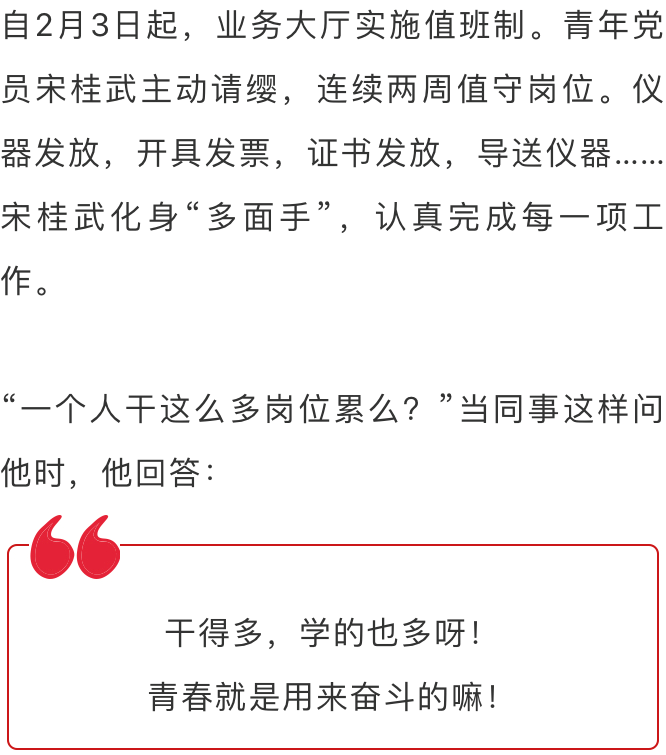 自2月3日起，业务大厅实施值班制。青年党
员宋桂武主动请缨，连续两周值守岗位。仪
器发放，开具发票，证书发放，导送仪器……
宋桂武化身“多面手”，认真完成每一项工
作。
“一个人干这么多岗位累么？”当同事这样问
他时，他回答：
干得多，学的也多呀！
青春就是用来奋斗的嘛！